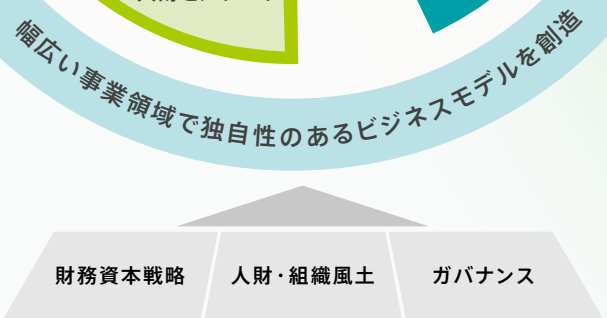 幅広い事業領域で独自性のあるビジネスモデルを創造
財務資本戦略
人財・組織風土
ガバナンス